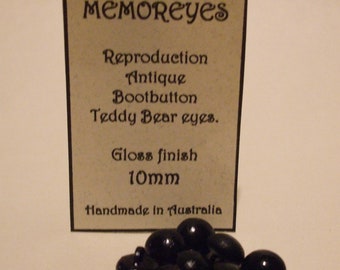 MEMOREYES
Reproduction
Antique
Bootbutton
Teddy Bear eyes.
Gloss finish
10mm
Handmade in Australia